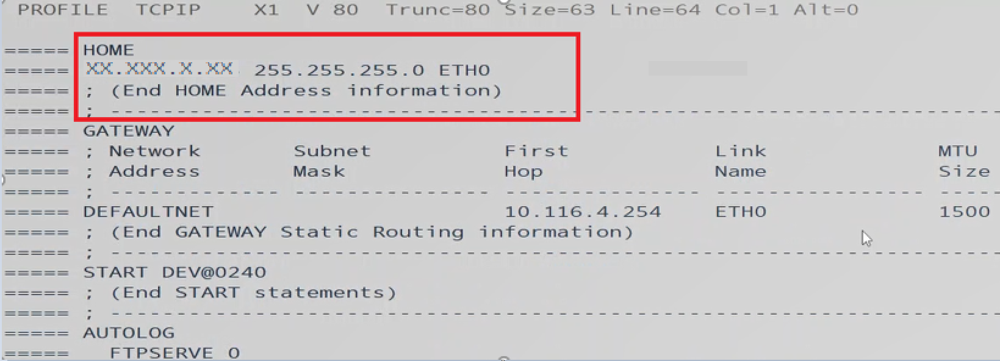 PROFILE TCPIP X1 V 80 Trunc=80 Size=63 Line=64 Col=1 Alt=0
===== HOME
===== XX.XXX.X.XX 255.255.255.0 ETH0
===== ; (End HOME Address information)
===== ; ----------------------------------------------------------------------
===== GATEWAY
===== ; Network Subnet First Link MTU
===== ; Address Mask Hop Name Size
===== ; ------------- --------------- --------------- ---------------- -----
===== DEFAULTNET 10.116.4.254 ETH0 1500
===== ; (End GATEWAY Static Routing information)
===== ; ----------------------------------------------------------------------
===== START DEV@0240
===== ; (End START statements)
===== ; ----------------------------------------------------------------------
===== AUTOLOG
===== FTPSERVE 0